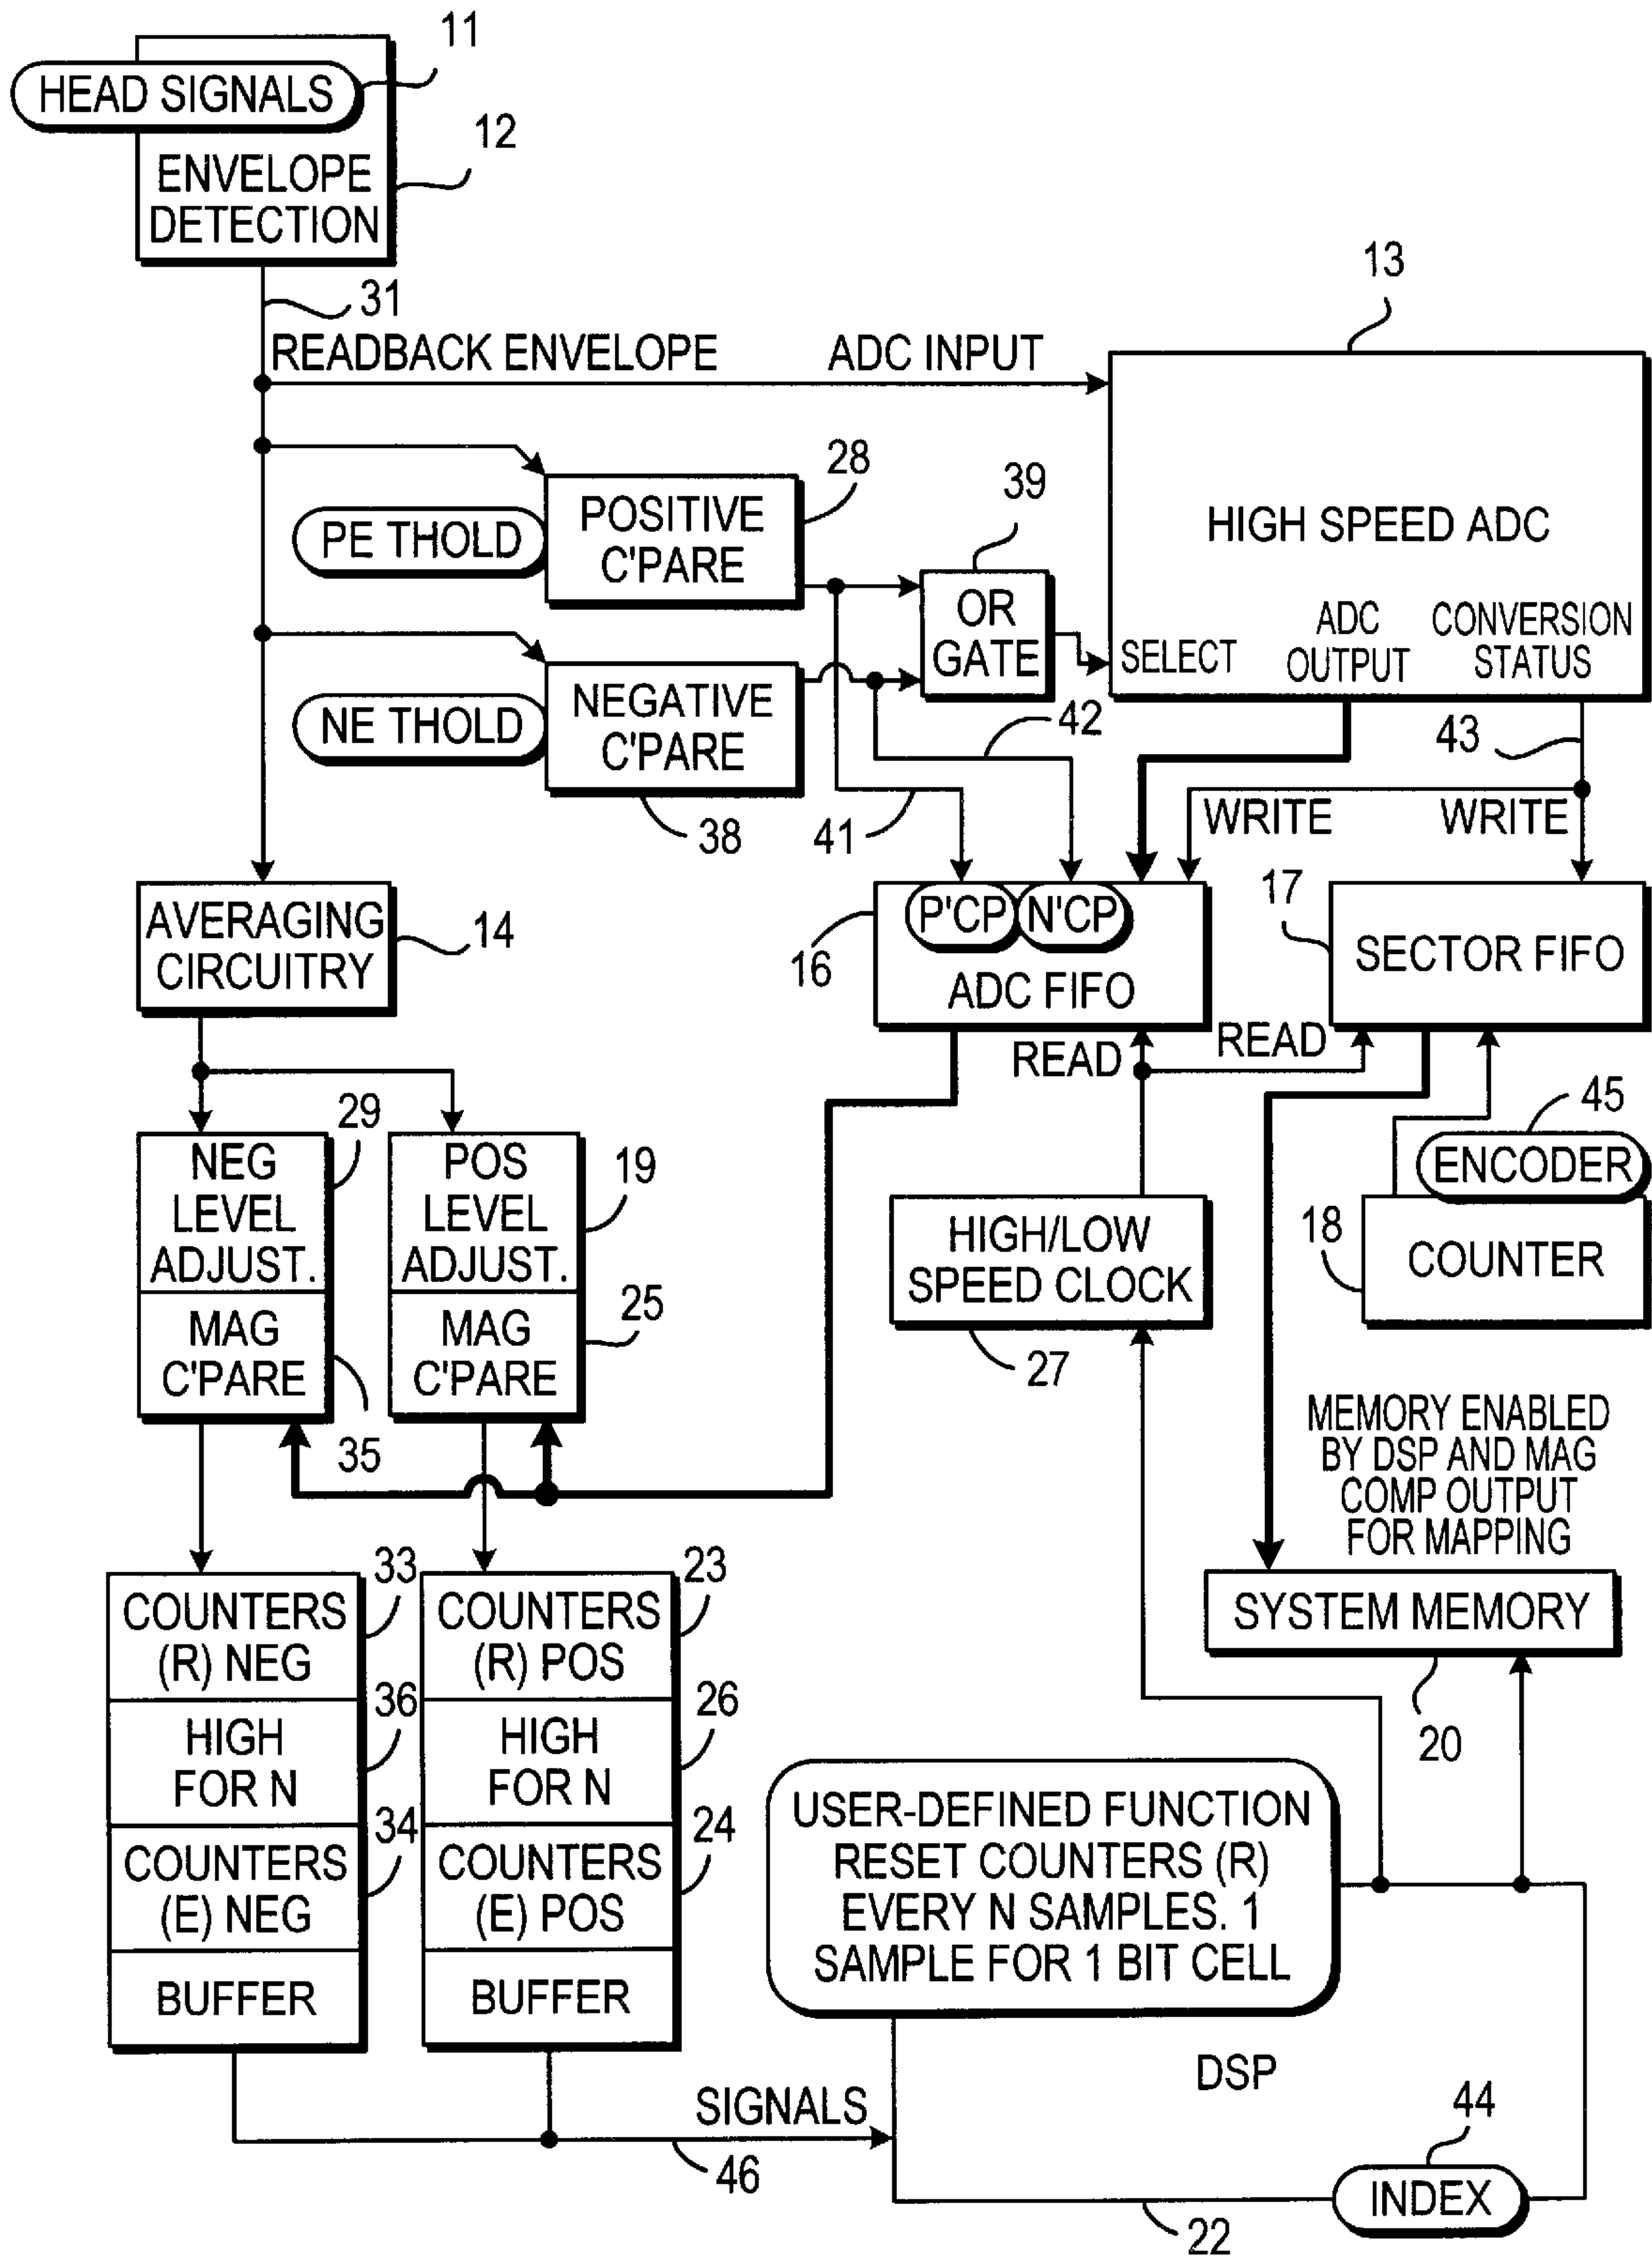 11
HEAD SIGNALS
12
ENVELOPE
DETECTION
31
13
READBACK ENVELOPE
ADC INPUT
28
39
PE THOLD
POSITIVE
C'PARE
HIGH SPEED ADC
OR
GATE
SELECT
ADC
OUTPUT
CONVERSION
STATUS
NE THOLD
NEGATIVE
C'PARE
42
43
38
41
WRITE
WRITE
AVERAGING
CIRCUITRY
14
16
P'CP
N'CP
ADC FIFO
17
SECTOR FIFO
READ
READ
29
NEG
LEVEL
ADJUST.
POS
LEVEL
ADJUST.
19
45
ENCODER
HIGH/LOW
SPEED CLOCK
18
COUNTER
MAG
C'PARE
MAG
C'PARE
25
27
35
MEMORY ENABLED
BY DSP AND MAG
COMP OUTPUT
FOR MAPPING
33
23
COUNTERS
(R) NEG
COUNTERS
(R) POS
SYSTEM MEMORY
36
26
20
HIGH
FOR N
HIGH
FOR N
34
24
COUNTERS
(E) NEG
COUNTERS
(E) POS
USER-DEFINED FUNCTION
RESET COUNTERS (R)
EVERY N SAMPLES. 1
SAMPLE FOR 1 BIT CELL
BUFFER
BUFFER
DSP
SIGNALS
44
46
INDEX
22